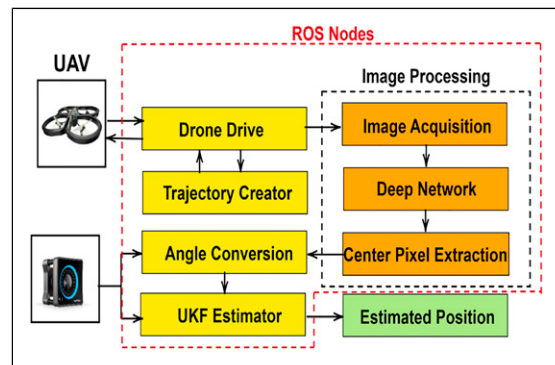 ROS Nodes
UAV
Image Processing
Drone Drive
Image Acquisition
Trajectory Creator
Deep Network
Angle Conversion
Center Pixel Extraction
UKF Estimator
Estimated Position